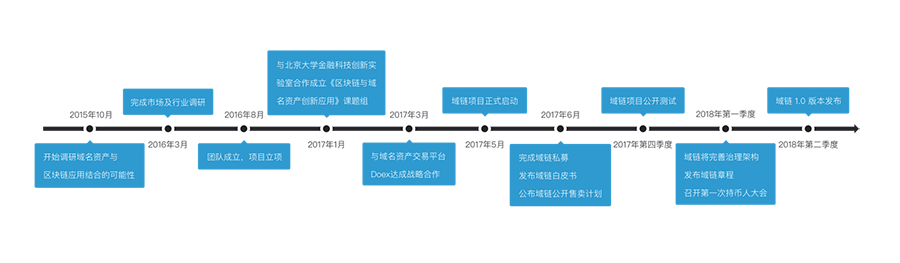 2015年10月
开始调研域名资产与
区块链应用结合的可能性
完成市场及行业调研
2016年3月
2016年8月
团队成立、项目立项
与北京大学金融科技创新实
验室合作成立《区块链与域
名资产创新应用》课题组
2017年1月
2017年3月
与域名资产交易平台
Doex达成战略合作
域链项目正式启动
2017年5月
2017年6月
完成域链私募
发布域链白皮书
公布域链公开售卖计划
域链项目公开测试
2017年第四季度
2018年第一季度
域链将完善治理架构
发布域链章程
召开第一次持币人大会
域链 1.0 版本发布
2018年第二季度